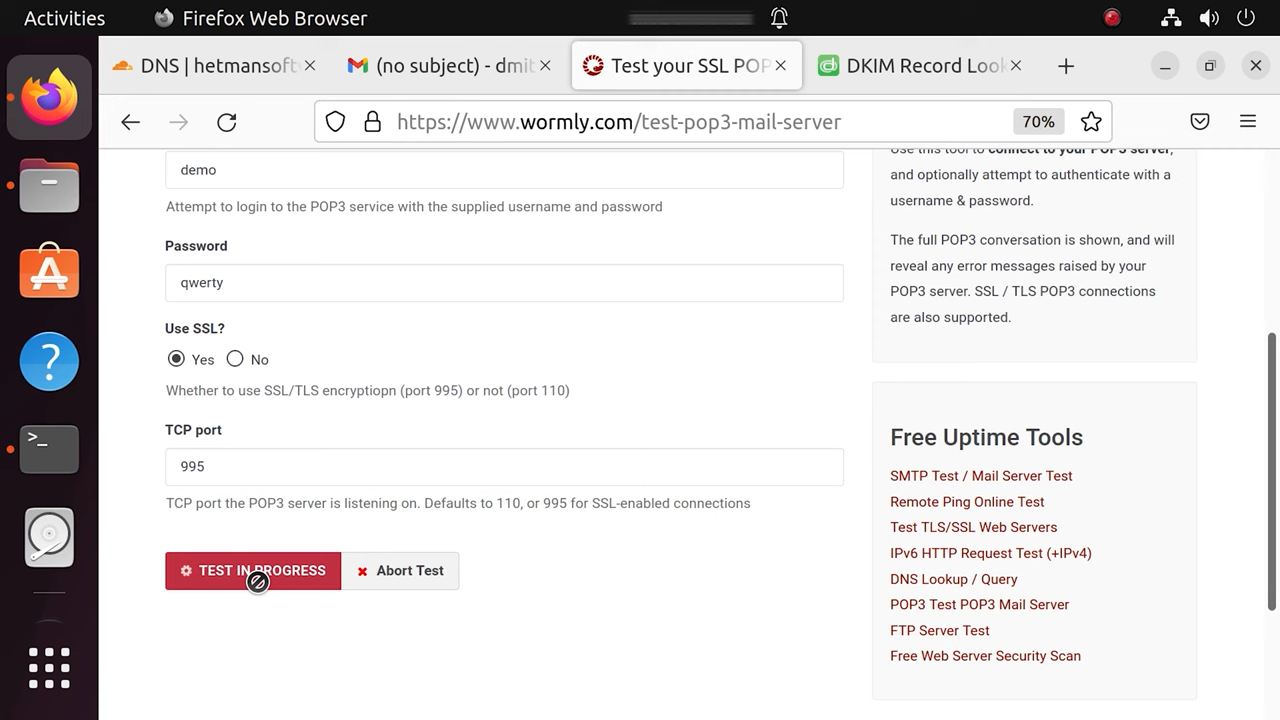 Activities
Firefox Web Browser
DNS | hetmansoft
(no subject) - dmit
Test your SSL POP
DKIM Record Look
https://www.wormly.com/test-pop3-mail-server
70%
demo
Attempt to login to the POP3 service with the supplied username and password
Password
qwerty
Use SSL?
Yes
No
Whether to use SSL/TLS encryptiopn (port 995) or not (port 110)
TCP port
995
TCP port the POP3 server is listening on. Defaults to 110, or 995 for SSL-enabled connections
TEST IN PROGRESS
Abort Test
Use this tool to connect to your POP3 server,
and optionally attempt to authenticate with a
username & password.
The full POP3 conversation is shown, and will
reveal any error messages raised by your
POP3 server. SSL / TLS POP3 connections
are also supported.
Free Uptime Tools
SMTP Test / Mail Server Test
Remote Ping Online Test
Test TLS/SSL Web Servers
IPv6 HTTP Request Test (+IPv4)
DNS Lookup / Query
POP3 Test POP3 Mail Server
FTP Server Test
Free Web Server Security Scan